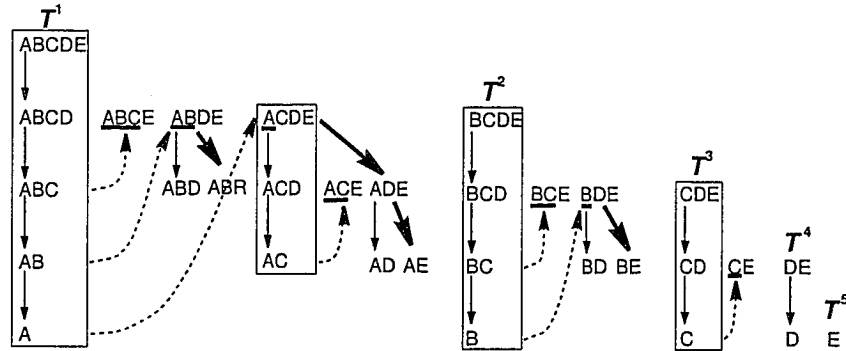 T1
ABCDE
T2
ABCD ABCE ABDE ACDE BCDE
T3
ABC ABD ABR ACD ACE ADE BCD BCE BDE CDE
T4
AB AC AD AE BC BD BE CD CE DE
T5
A B C D E